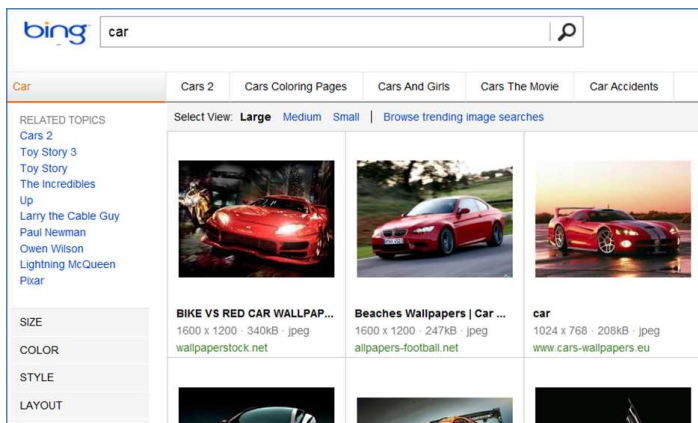 bing
car
Car
Cars 2
Cars Coloring Pages
Cars And Girls
Cars The Movie
Car Accidents
RELATED TOPICS
Cars 2
Toy Story 3
Toy Story
The Incredibles
Up
Larry the Cable Guy
Paul Newman
Owen Wilson
Lightning McQueen
Pixar
SIZE
COLOR
STYLE
LAYOUT
Select View: Large Medium Small | Browse trending image searches
BIKE VS RED CAR WALLPAP...
1600 x 1200 · 340kB · jpeg
wallpaperstock.net
Beaches Wallpapers | Car ...
1600 x 1200 · 247kB · jpeg
allpapers-football.net
car
1024 x 768 · 208kB · jpeg
www.cars-wallpapers.eu